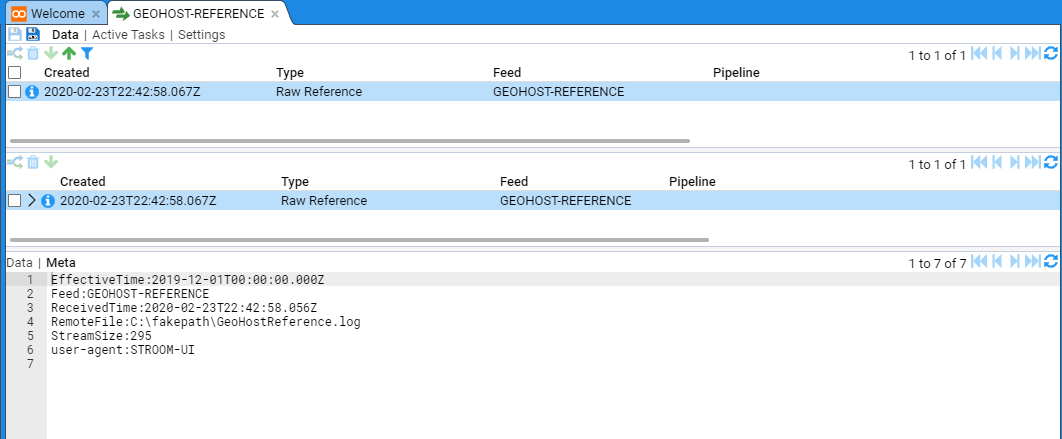 Welcome × GEOHOST-REFERENCE ×
Data | Active Tasks | Settings
1 to 1 of 1
Created Type Feed Pipeline
2020-02-23T22:42:58.067Z Raw Reference GEOHOST-REFERENCE
1 to 1 of 1
Created Type Feed Pipeline
2020-02-23T22:42:58.067Z Raw Reference GEOHOST-REFERENCE
Data | Meta 1 to 7 of 7
1 EffectiveTime:2019-12-01T00:00:00.000Z
2 Feed:GEOHOST-REFERENCE
3 ReceivedTime:2020-02-23T22:42:58.056Z
4 RemoteFile:C:\fakepath\GeoHostReference.log
5 StreamSize:295
6 user-agent:STROOM-UI
7